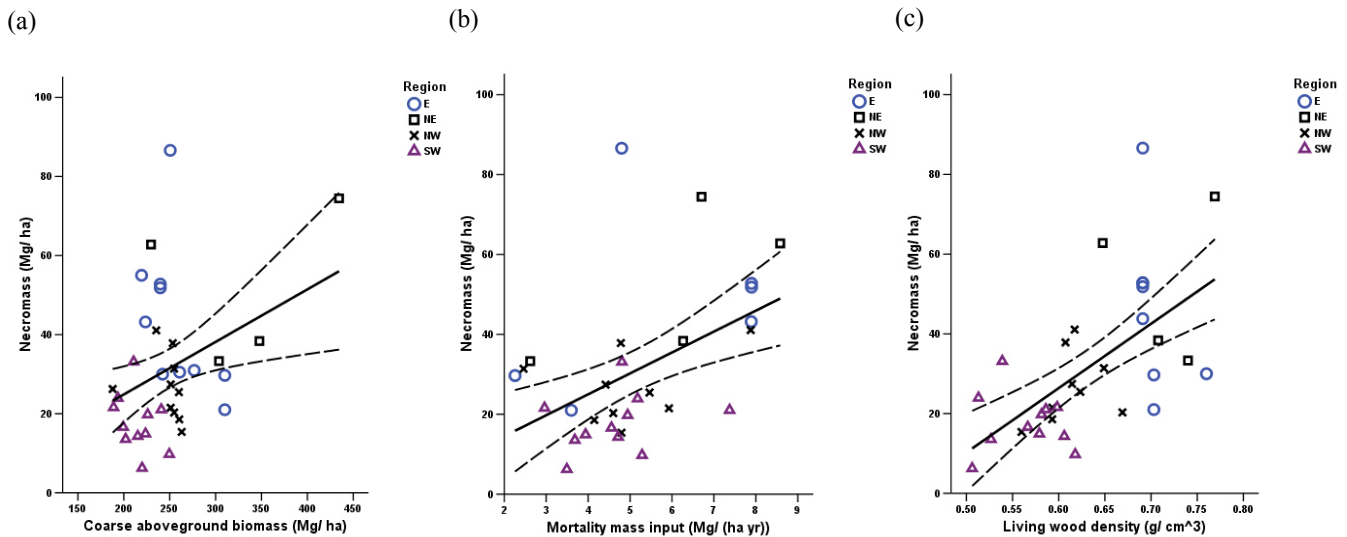 (a)
(b)
(c)
Necromass (Mg/ ha)
100
80
60
40
20
0
150 200 250 300 350 400 450
Coarse aboveground biomass (Mg/ ha)
Region
E
NE
NW
SW
Necromass (Mg/ ha)
100
80
60
40
20
0
2 3 4 5 6 7 8 9
Mortality mass input (Mg/ (ha yr))
Region
E
NE
NW
SW
Necromass (Mg/ ha)
100
80
60
40
20
0
0.50 0.55 0.60 0.65 0.70 0.75 0.80
Living wood density (g/ cm^3)
Region
E
NE
NW
SW